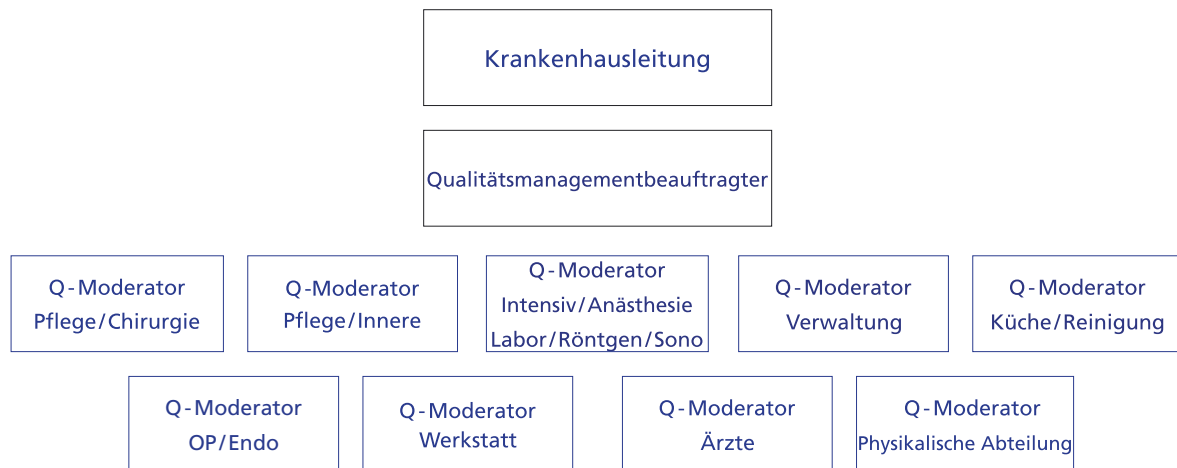 Krankenhausleitung
Qualitätsmanagementbeauftragter
Q-Moderator
Pflege/Chirurgie
Q-Moderator
Pflege/Innere
Q-Moderator
Intensiv/Anästhesie
Labor/Röntgen/Sono
Q-Moderator
Verwaltung
Q-Moderator
Küche/Reinigung
Q-Moderator
OP/Endo
Q-Moderator
Werkstatt
Q-Moderator
Ärzte
Q-Moderator
Physikalische Abteilung